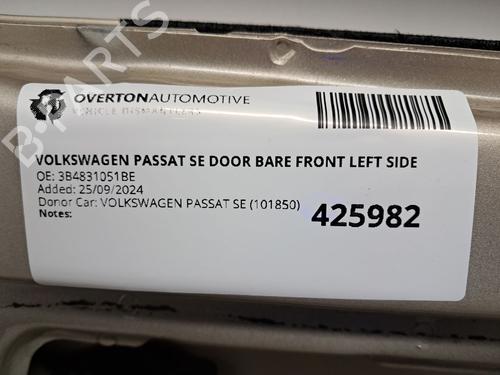 OVERTONAUTOMOTIVE
VEHICLE DISMANTLERS
VOLKSWAGEN PASSAT SE DOOR BARE FRONT LEFT SIDE
OE: 3B4831051BE
Added: 25/09/2024
Donor Car: VOLKSWAGEN PASSAT SE (101850)
Notes:
425982
B-PARTS